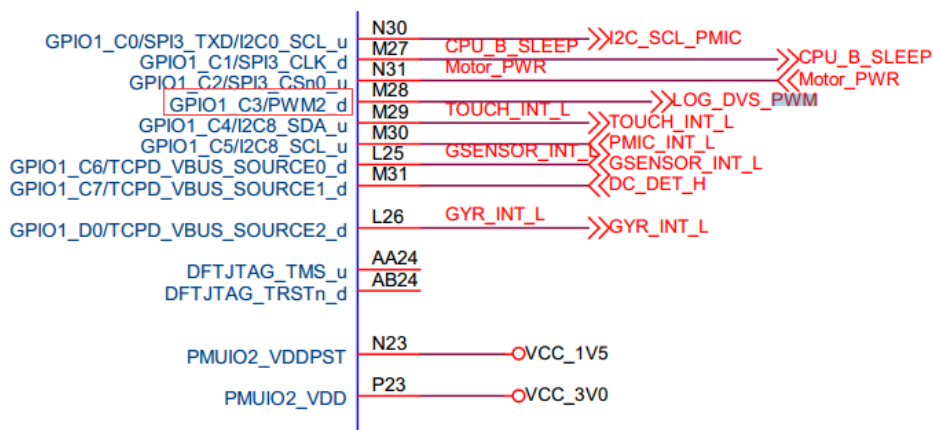 GPIO1_C0/SPI3_TXD/I2C0_SCL_u N30 I2C_SCL_PMIC
GPIO1_C1/SPI3_CLK_d M27 CPU_B_SLEEP CPU_B_SLEEP
GPIO1_C2/SPI3_CSn0_u N31 Motor_PWR Motor_PWR
GPIO1_C3/PWM2_d M28 LOG_DVS_PWM
GPIO1_C4/I2C8_SDA_u M29 TOUCH_INT_L TOUCH_INT_L
GPIO1_C5/I2C8_SCL_u M30 PMIC_INT_L
GPIO1_C6/TCPD_VBUS_SOURCE0_d L25 GSENSOR_INT_L GSENSOR_INT_L
GPIO1_C7/TCPD_VBUS_SOURCE1_d M31 DC_DET_H
GPIO1_D0/TCPD_VBUS_SOURCE2_d L26 GYR_INT_L GYR_INT_L
DFTJTAG_TMS_u AA24
DFTJTAG_TRSTn_d AB24
PMUIO2_VDDPST N23 VCC_1V5
PMUIO2_VDD P23 VCC_3V0